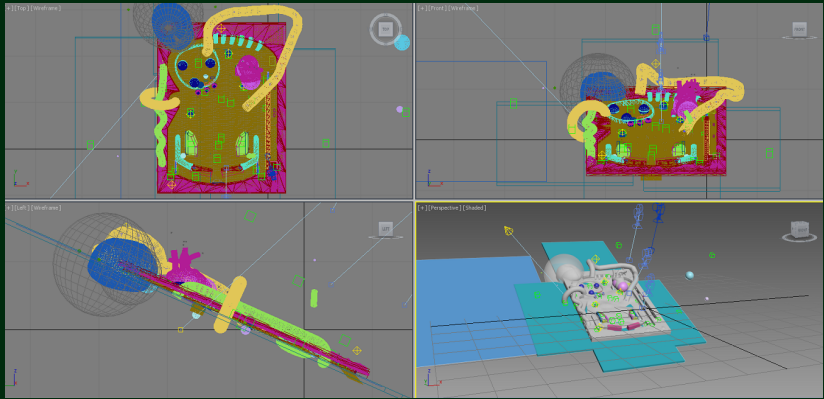 [+] [Top] [Wireframe]
[+] [Front] [Wireframe]
[+] [Left] [Wireframe]
[+] [Perspective] [Shaded]